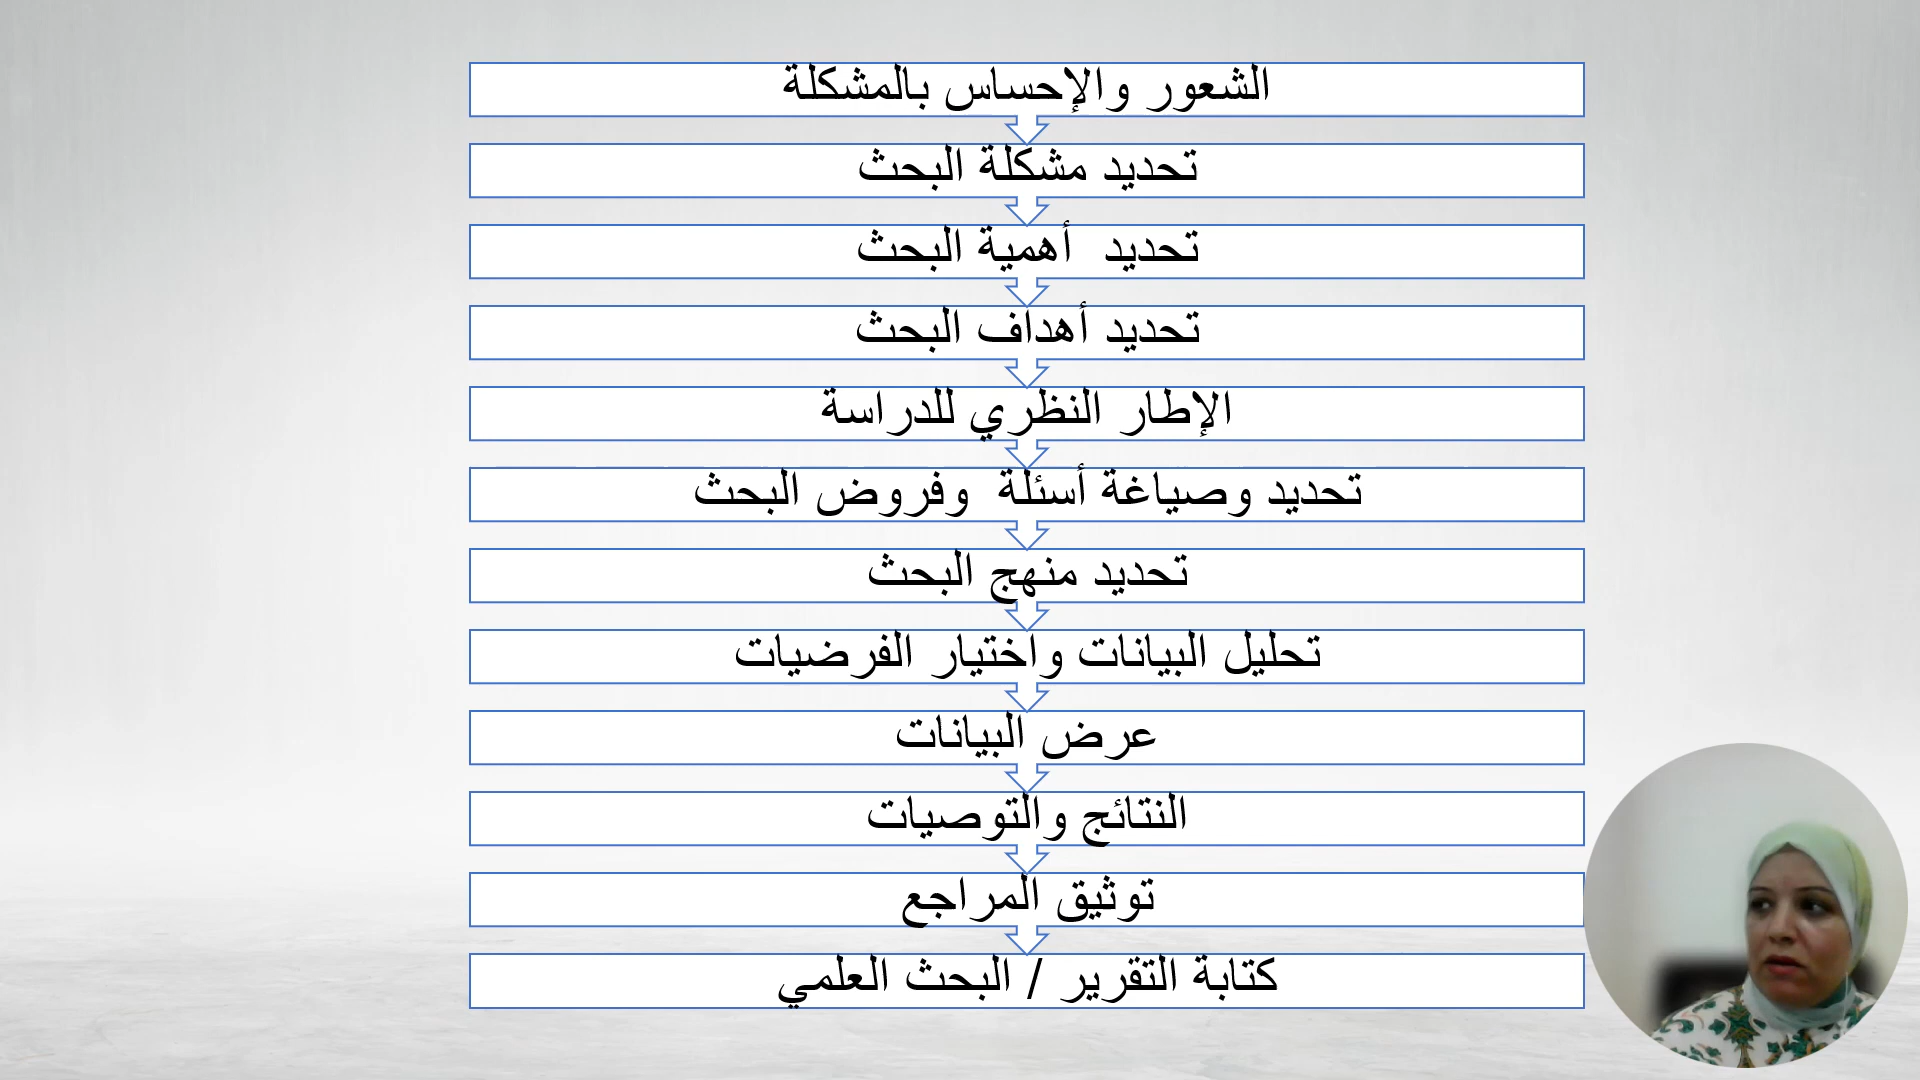 الشعور والإحساس بالمشكلة
تحديد مشكلة البحث
تحديد أهمية البحث
تحديد أهداف البحث
الإطار النظري للدراسة
تحديد وصياغة أسئلة وفروض البحث
تحديد منهج البحث
تحليل البيانات واختيار الفرضيات
عرض البيانات
النتائج والتوصيات
توثيق المراجع
كتابة التقرير / البحث العلمي